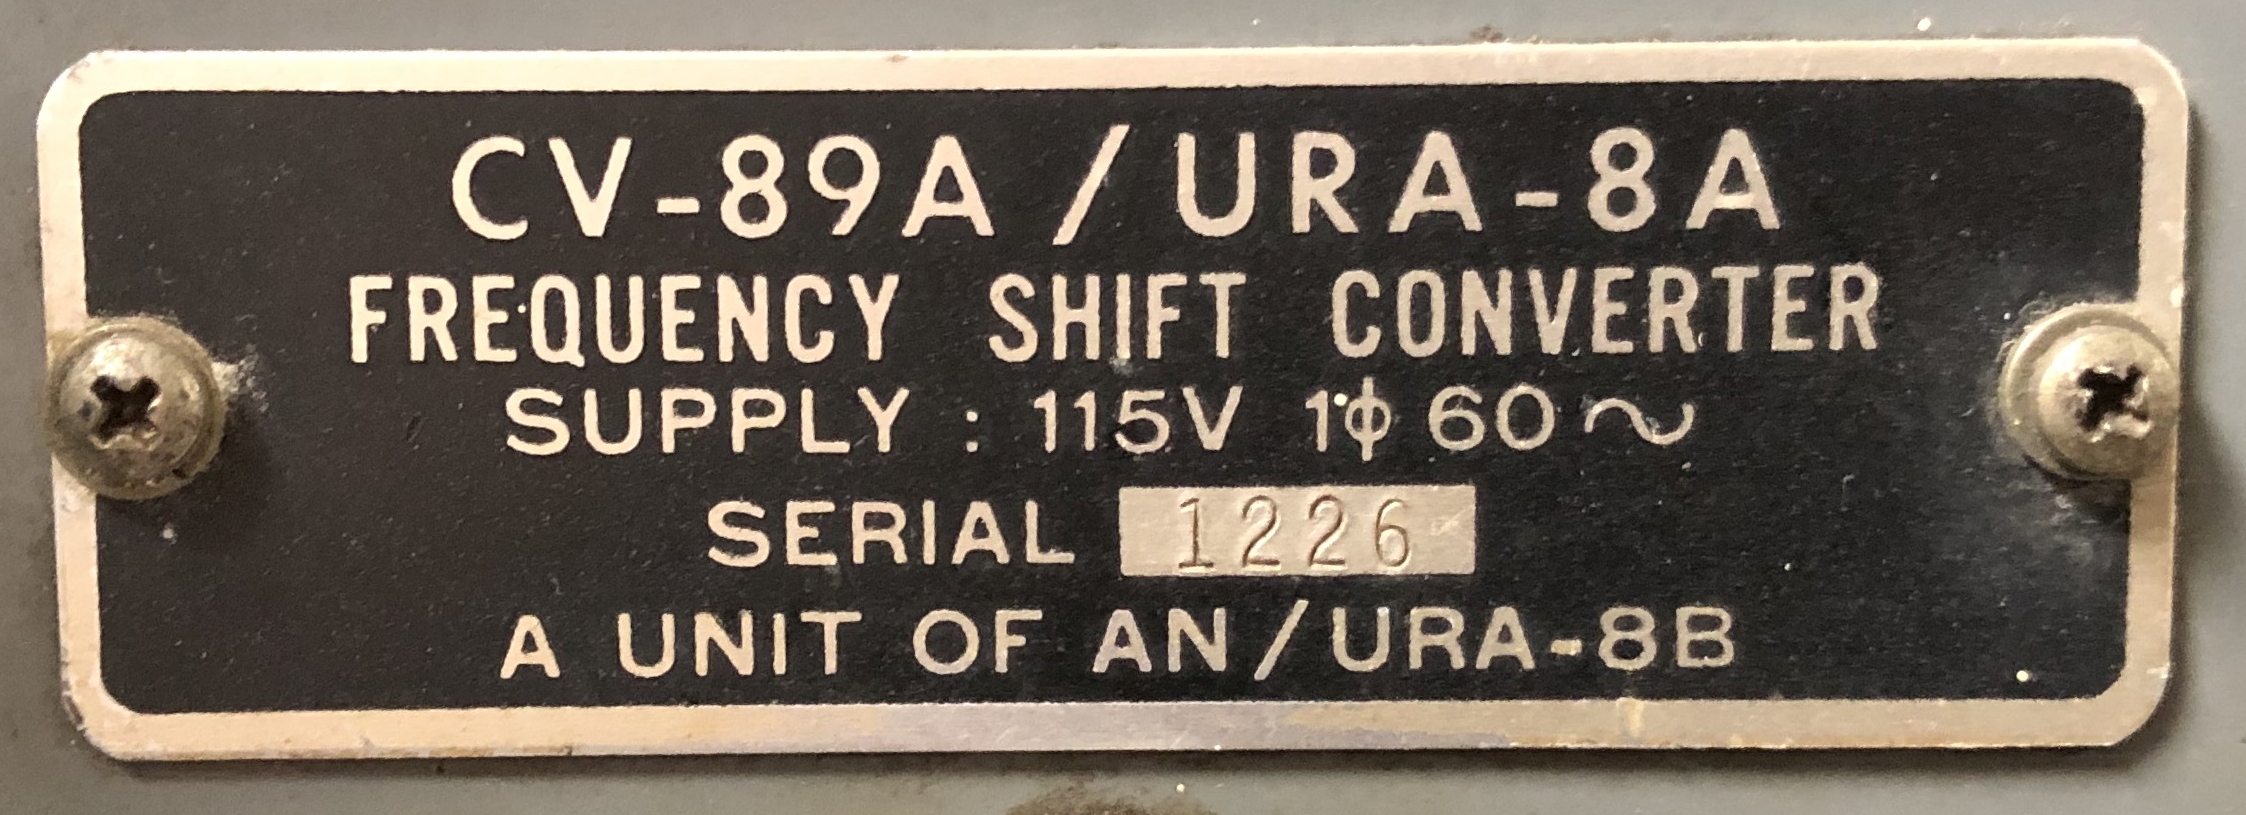 CV-89A / URA-8A
FREQUENCY SHIFT CONVERTER
SUPPLY : 115V 1ϕ 60 ∿
SERIAL 1226
A UNIT OF AN/URA-8B